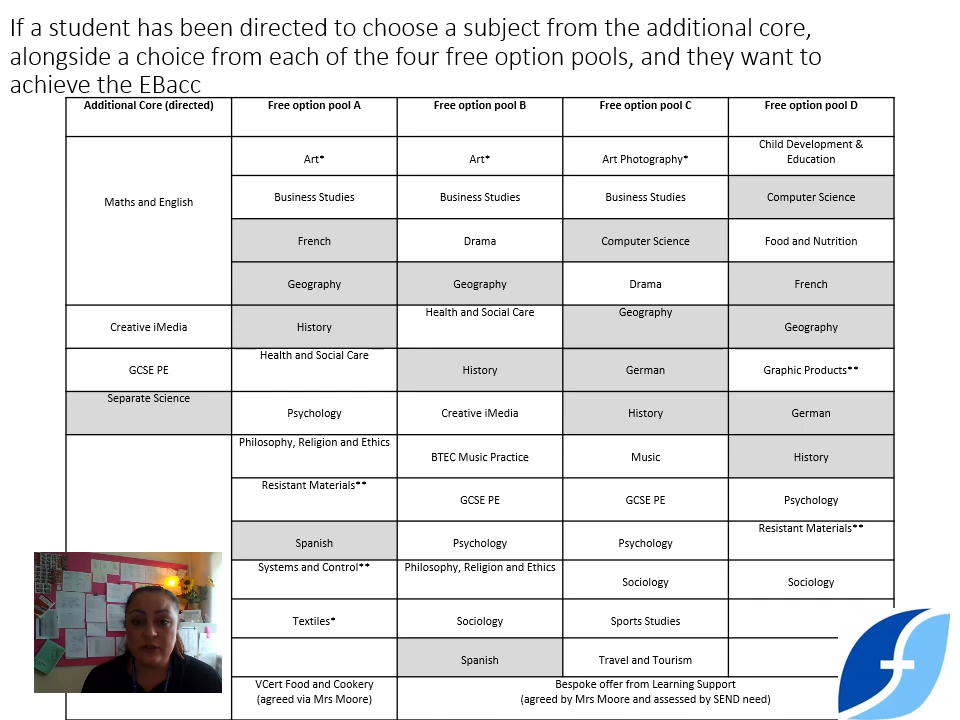 If a student has been directed to choose a subject from the additional core,
alongside a choice from each of the four free option pools, and they want to
achieve the EBacc
Additional Core (directed)
Free option pool A
Free option pool B
Free option pool C
Free option pool D
Maths and English
Art*
Art*
Art Photography*
Child Development &
Education
Business Studies
Business Studies
Business Studies
Computer Science
French
Drama
Computer Science
Food and Nutrition
Geography
Geography
Drama
French
Creative iMedia
History
Health and Social Care
Geography
Geography
GCSE PE
Health and Social Care
History
German
Graphic Products**
Separate Science
Psychology
Creative iMedia
History
German
Philosophy, Religion and Ethics
BTEC Music Practice
Music
History
Resistant Materials**
GCSE PE
GCSE PE
Psychology
Spanish
Psychology
Psychology
Resistant Materials**
Systems and Control**
Philosophy, Religion and Ethics
Sociology
Sociology
Textiles*
Sociology
Sports Studies
Spanish
Travel and Tourism
VCert Food and Cookery
(agreed via Mrs Moore)
Bespoke offer from Learning Support
(agreed by Mrs Moore and assessed by SEND need)